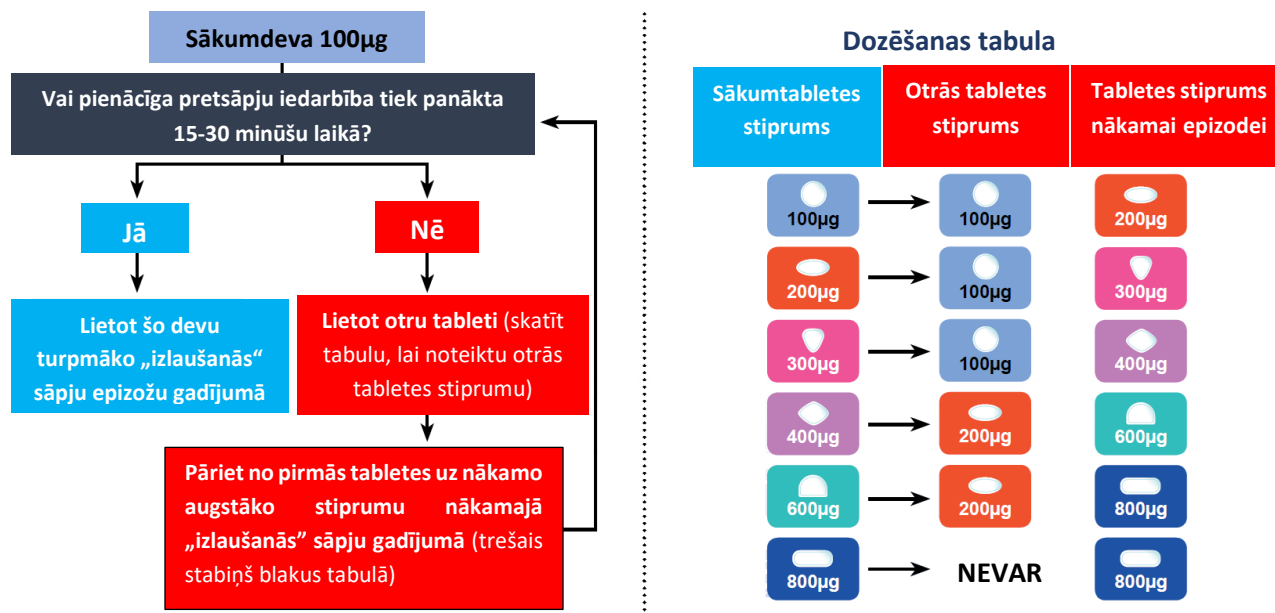 Sākumdeva 100µg
Vai pienācīga pretsāpju iedarbība tiek panākta
15-30 minūšu laikā?
Jā
Nē
Lietot šo devu
turpmāko „izlaušanās“
sāpju epizožu gadījumā
Lietot otru tableti (skatīt
tabulu, lai noteiktu otrās
tabletes stiprumu)
Pāriet no pirmās tabletes uz nākamo
augstāko stiprumu nākamajā
„izlaušanās” sāpju gadījumā (trešais
stabiņš blakus tabulā)
Dozēšanas tabula
Sākumtabletes
stiprums
Otrās tabletes
stiprums
Tabletes stiprums
nākamai epizodei
100µg
100µg
200µg
200µg
100µg
300µg
300µg
100µg
400µg
400µg
200µg
600µg
600µg
200µg
800µg
800µg
NEVAR
800µg